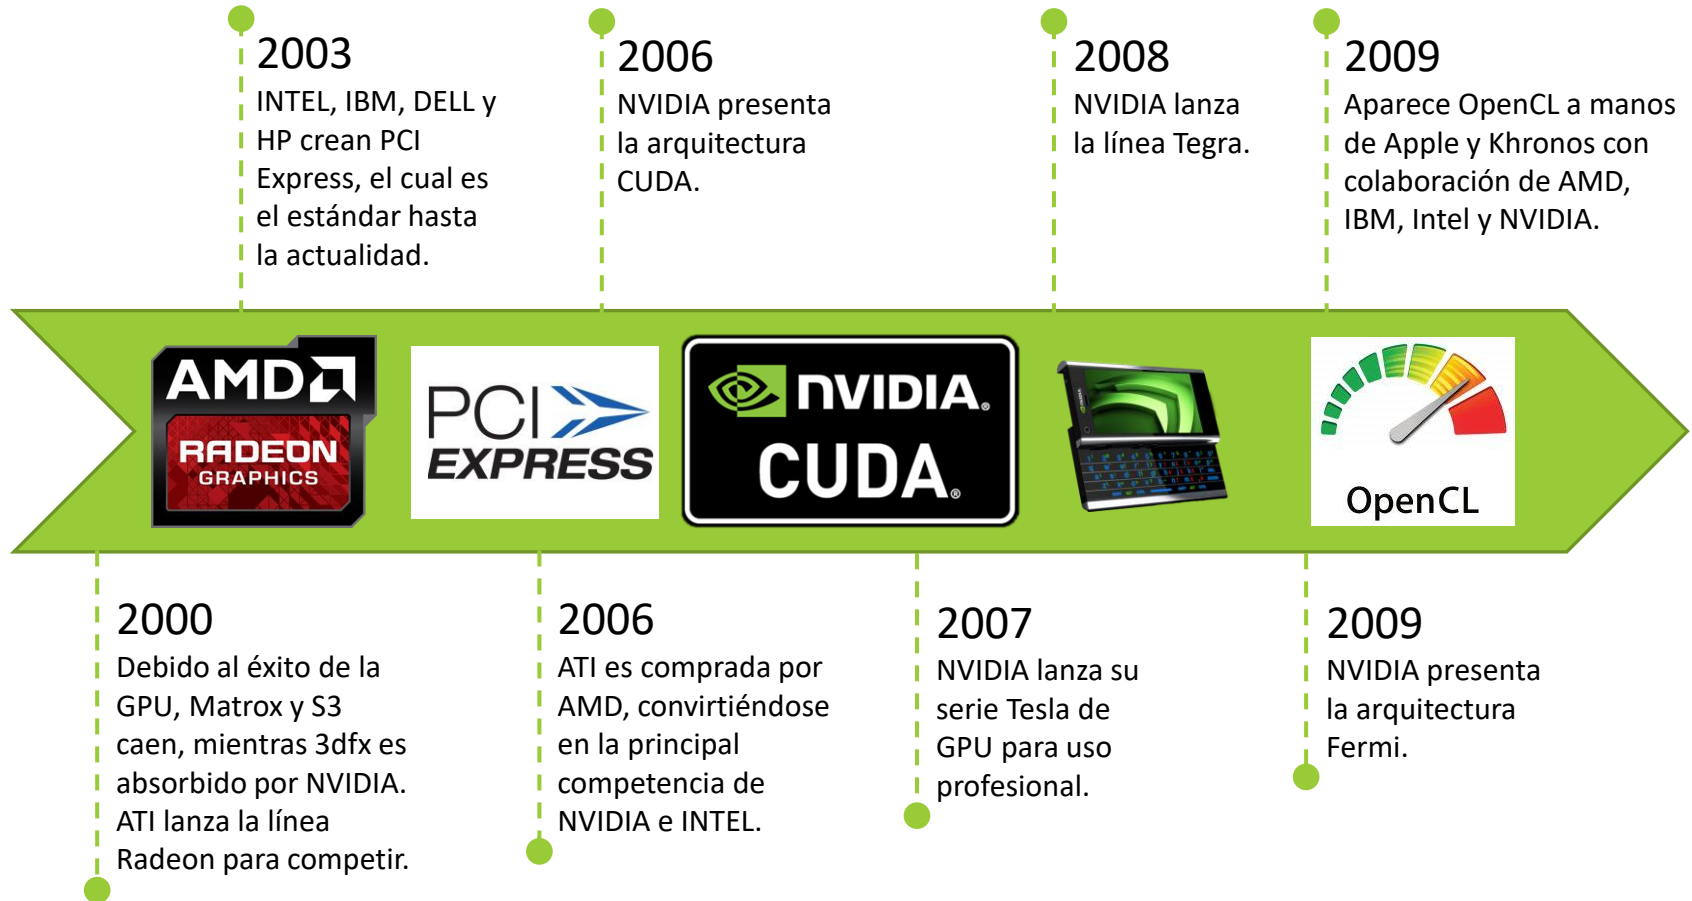 2003
INTEL, IBM, DELL y
HP crean PCI
Express, el cual es
el estándar hasta
la actualidad.
2006
NVIDIA presenta
la arquitectura
CUDA.
2008
NVIDIA lanza
la línea Tegra.
2009
Aparece OpenCL a manos
de Apple y Khronos con
colaboración de AMD,
IBM, Intel y NVIDIA.
AMD
RADEON
GRAPHICS
PCI
EXPRESS
NVIDIA.
CUDA.
OpenCL
2000
Debido al éxito de la
GPU, Matrox y S3
caen, mientras 3dfx es
absorbido por NVIDIA.
ATI lanza la línea
Radeon para competir.
2006
ATI es comprada por
AMD, convirtiéndose
en la principal
competencia de
NVIDIA e INTEL.
2007
NVIDIA lanza su
serie Tesla de
GPU para uso
profesional.
2009
NVIDIA presenta
la arquitectura
Fermi.